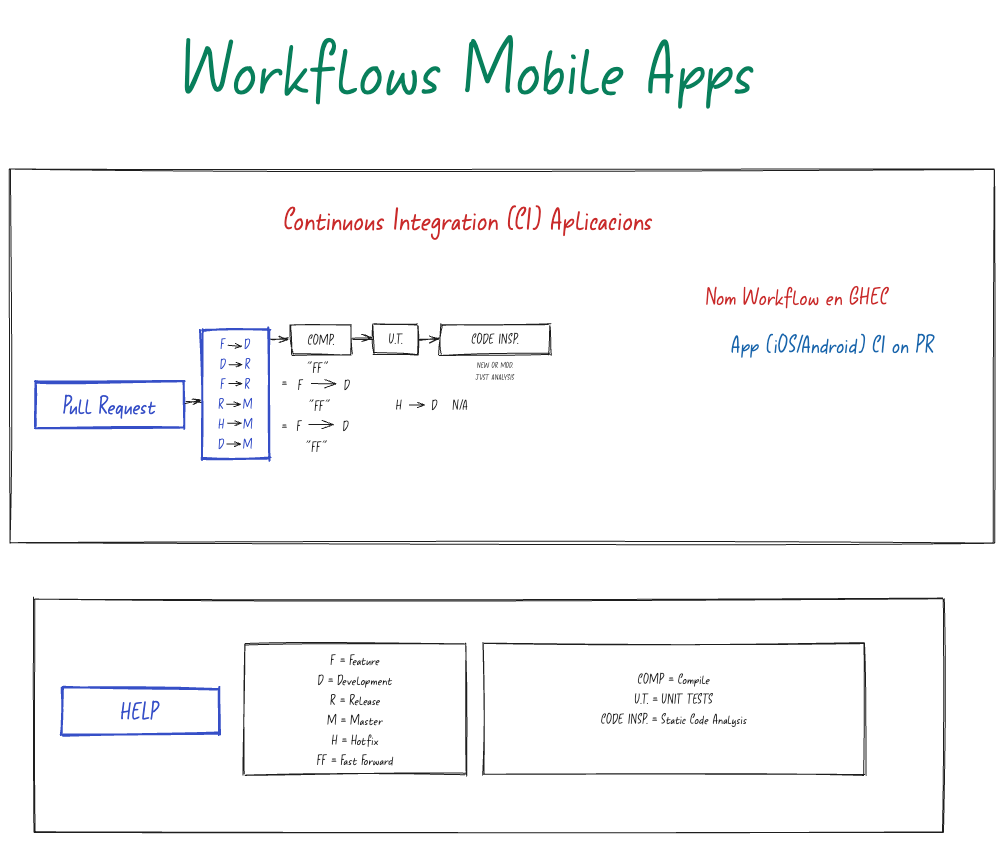 Workflows Mobile Apps
Continuous Integration (CI) Aplicacions
Nom Workflow en GHEC
App (iOS/Android) CI on PR
Pull Request
F → D
D → R
F → R
R → M
H → M
D → M
COMP.
U.T.
CODE INSP.
NEW OR MOD.
JUST ANALYSIS
"FF"
= F → D
"FF"
= F → D
"FF"
H → D N/A
HELP
F = Feature
D = Development
R = Release
M = Master
H = Hotfix
FF = Fast Forward
COMP = Compile
U.T. = UNIT TESTS
CODE INSP. = Static Code Analysis